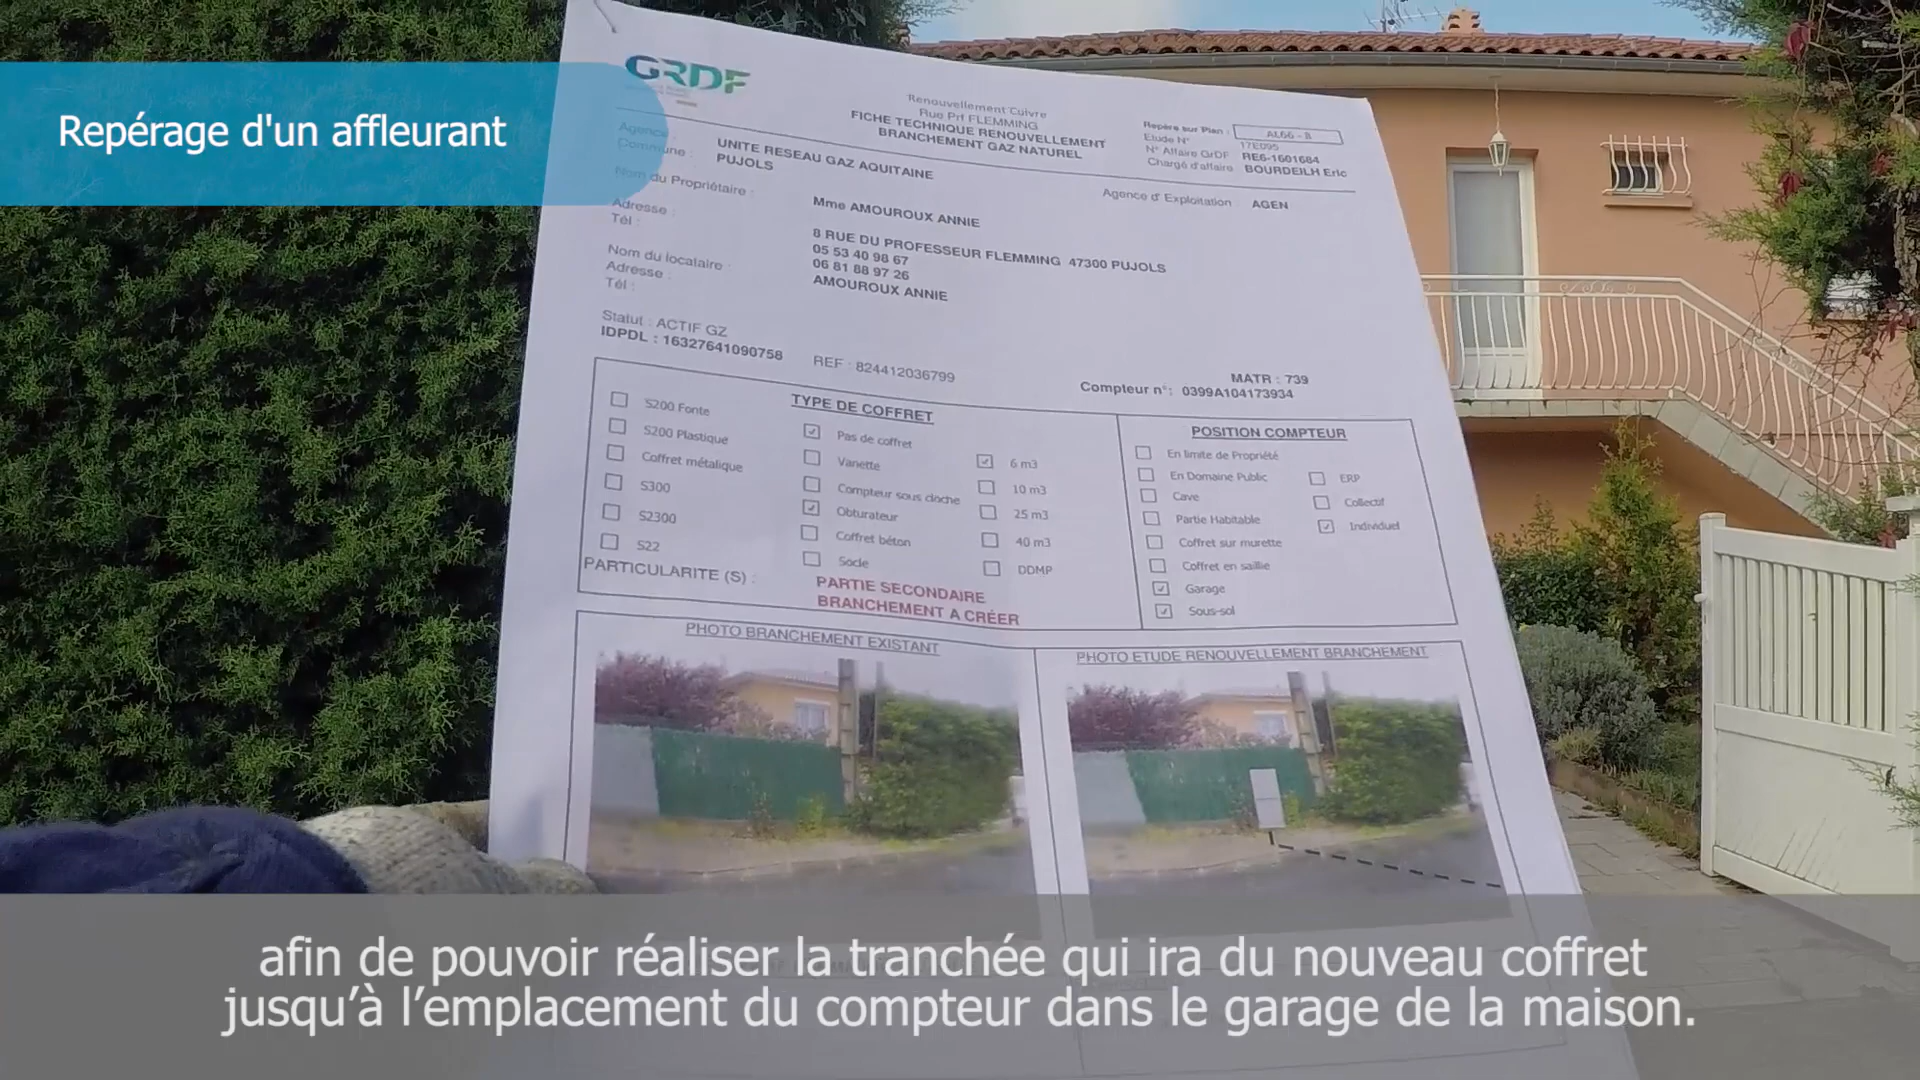 Repérage d'un affleurant
GRDF
Renouvellement Cuivre
Rue Prf FLEMMING
FICHE TECHNIQUE RENOUVELLEMENT
BRANCHEMENT GAZ NATUREL
Repère sur Plan : AL66 - 8
Etude N° 17E095
N° Affaire GrDF RE6-1601684
Chargé d'affaire BOURDEILH Eric
Agence : UNITE RESEAU GAZ AQUITAINE
Commune : PUJOLS
Agence d' Exploitation AGEN
Nom du Propriétaire : Mme AMOUROUX ANNIE
Adresse : 8 RUE DU PROFESSEUR FLEMMING 47300 PUJOLS
Tél : 05 53 40 98 67
06 81 88 97 26
Nom du locataire : AMOUROUX ANNIE
Adresse :
Tél :
Statut : ACTIF GZ
IDPDL : 16327641090758
REF : 824412036799
MATR : 739
Compteur n°: 0399A104173934
TYPE DE COFFRET
S200 Fonte
S200 Plastique
Coffret métalique
S300
S2300
S22
Pas de coffret
Vanette
Compteur sous cloche
Obturateur
Coffret béton
Socle
6 m3
10 m3
25 m3
40 m3
DDMP
PARTICULARITE (S) :
PARTIE SECONDAIRE
BRANCHEMENT A CRÉER
POSITION COMPTEUR
En limite de Propriété
En Domaine Public
Cave
Partie Habitable
Coffret sur murette
Coffret en saillie
Garage
Sous-sol
ERP
Collectif
Individuel
PHOTO BRANCHEMENT EXISTANT
PHOTO ETUDE RENOUVELLEMENT BRANCHEMENT
afin de pouvoir réaliser la tranchée qui ira du nouveau coffret
jusqu’à l’emplacement du compteur dans le garage de la maison.